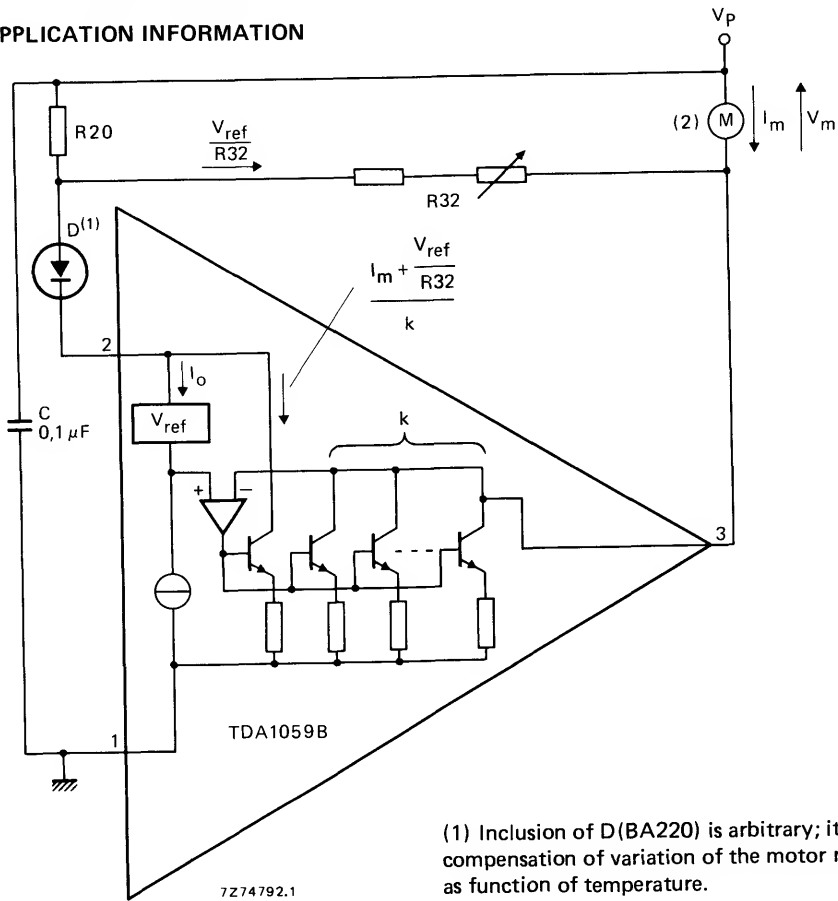 PPLICATION INFORMATION
V_P
R20
V_ref
R32
(2) M I_m V_m
R32
D(1)
I_m + V_ref
R32
k
2
I_o
V_ref
k
C
0,1 µF
+ −
3
1
TDA1059B
(1) Inclusion of D(BA220) is arbitrary; it
compensation of variation of the motor
as function of temperature.
7Z74792.1